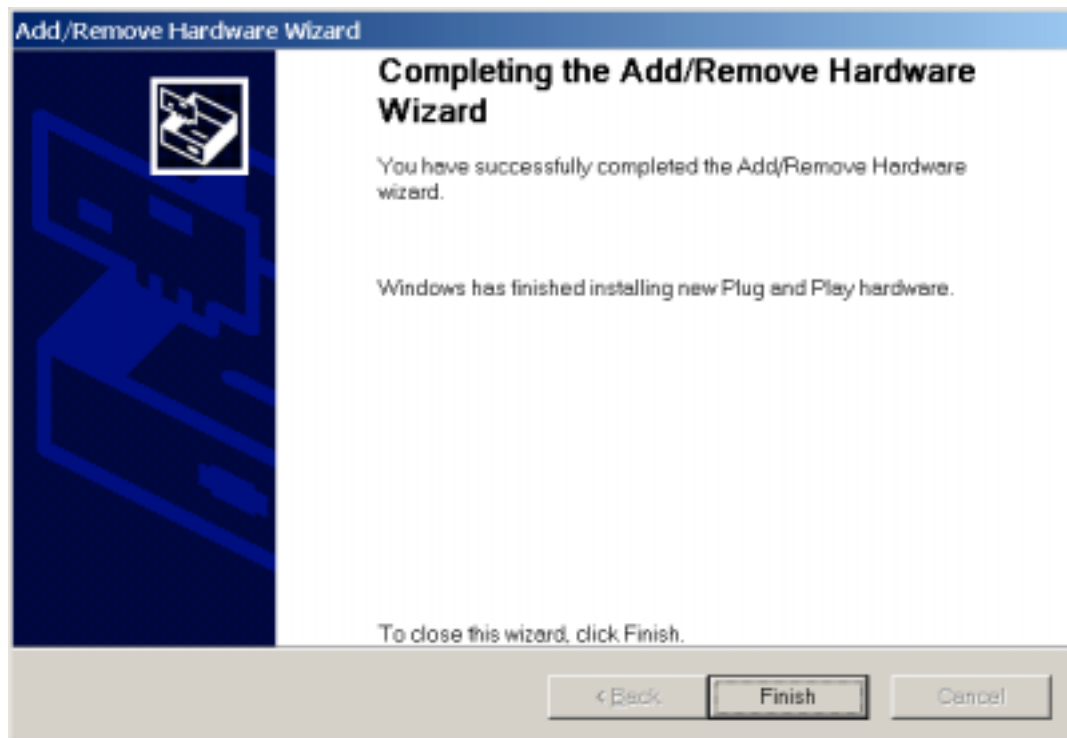 Add/Remove Hardware Wizard
Completing the Add/Remove Hardware
Wizard
You have successfully completed the Add/Remove Hardware
wizard.
Windows has finished installing new Plug and Play hardware.
To close this wizard, click Finish.
< Back
Finish
Cancel